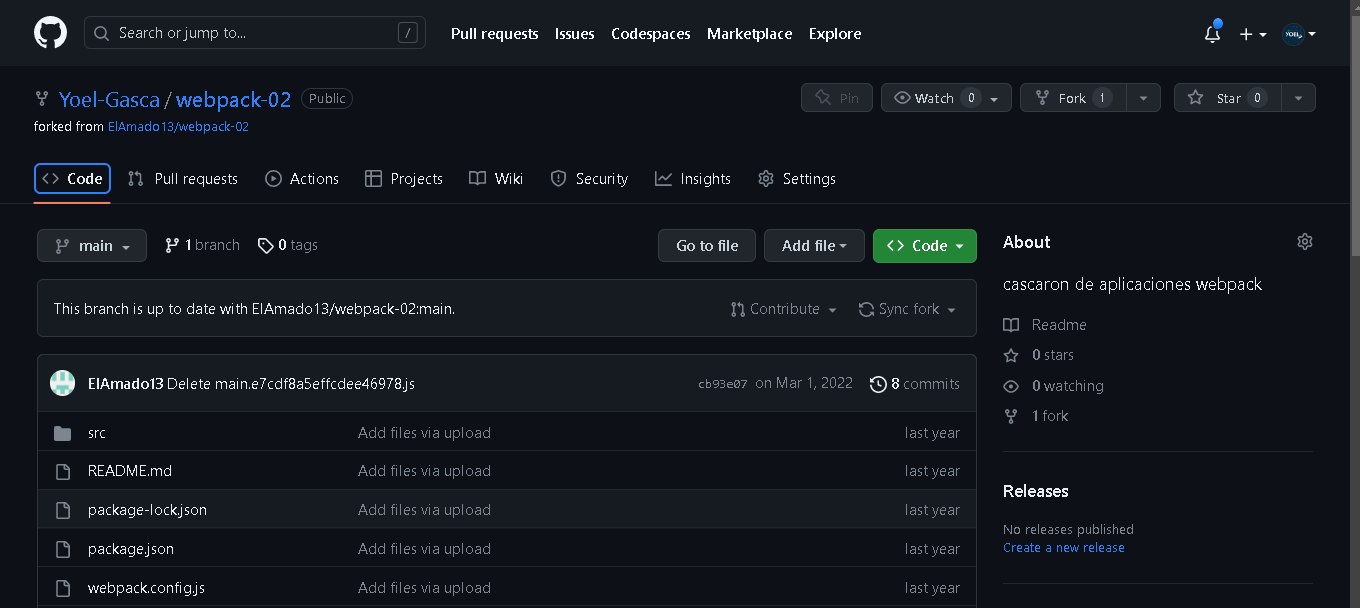 Search or jump to... / Pull requests Issues Codespaces Marketplace Explore YOEL
Yoel-Gasca / webpack-02 Public Pin Watch 0 Fork 1 Star 0
forked from ElAmado13/webpack-02
Code Pull requests Actions Projects Wiki Security Insights Settings
main 1 branch 0 tags Go to file Add file Code
This branch is up to date with ElAmado13/webpack-02:main. Contribute Sync fork
ElAmado13 Delete main.e7cdf8a5effcdee46978.js cb93e07 on Mar 1, 2022 8 commits
src Add files via upload last year
README.md Add files via upload last year
package-lock.json Add files via upload last year
package.json Add files via upload last year
webpack.config.js Add files via upload last year
About
cascaron de aplicaciones webpack
Readme
0 stars
0 watching
1 fork
Releases
No releases published
Create a new release